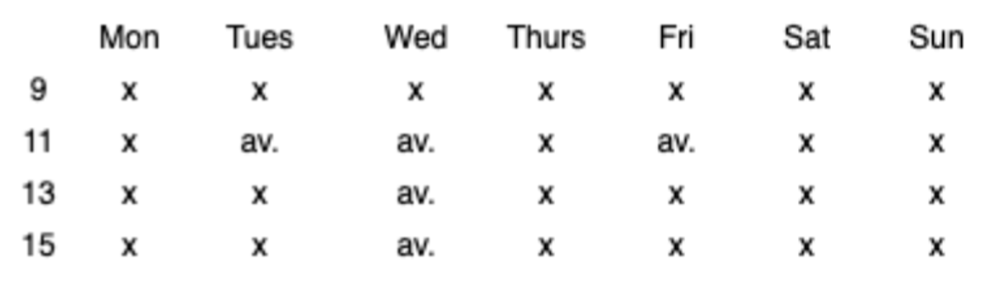 Mon Tues Wed Thurs Fri Sat Sun
9 x x x x x x x
11 x av. av. x av. x x
13 x x av. x x x x
15 x x av. x x x x